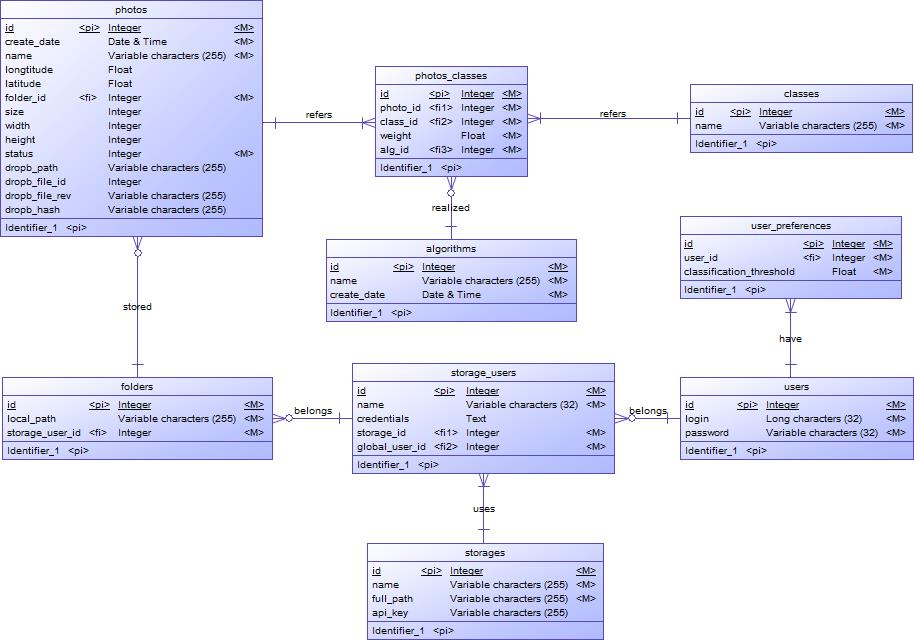 photos
id <pi> Integer <M>
create_date Date & Time <M>
name Variable characters (255) <M>
longtitude Float
latitude Float
folder_id <fi> Integer <M>
size Integer
width Integer
height Integer
status Integer <M>
dropb_path Variable characters (255)
dropb_file_id Integer
dropb_file_rev Variable characters (255)
dropb_hash Variable characters (255)
Identifier_1 <pi>
refers
photos_classes
id <pi> Integer <M>
photo_id <fi1> Integer <M>
class_id <fi2> Integer <M>
weight Float <M>
alg_id <fi3> Integer <M>
Identifier_1 <pi>
refers
classes
id <pi> Integer <M>
name Variable characters (255) <M>
Identifier_1 <pi>
realized
algorithms
id <pi> Integer <M>
name Variable characters (255) <M>
create_date Date & Time <M>
Identifier_1 <pi>
user_preferences
id <pi> Integer <M>
user_id <fi> Integer <M>
classification_threshold Float <M>
Identifier_1 <pi>
stored
have
folders
id <pi> Integer <M>
local_path Variable characters (255) <M>
storage_user_id <fi> Integer <M>
Identifier_1 <pi>
belongs
storage_users
id <pi> Integer <M>
name Variable characters (32) <M>
credentials Text
storage_id <fi1> Integer <M>
global_user_id <fi2> Integer <M>
Identifier_1 <pi>
belongs
users
id <pi> Integer <M>
login Long characters (32) <M>
password Variable characters (32) <M>
Identifier_1 <pi>
uses
storages
id <pi> Integer <M>
name Variable characters (255) <M>
full_path Variable characters (255) <M>
api_key Variable characters (255)
Identifier_1 <pi>